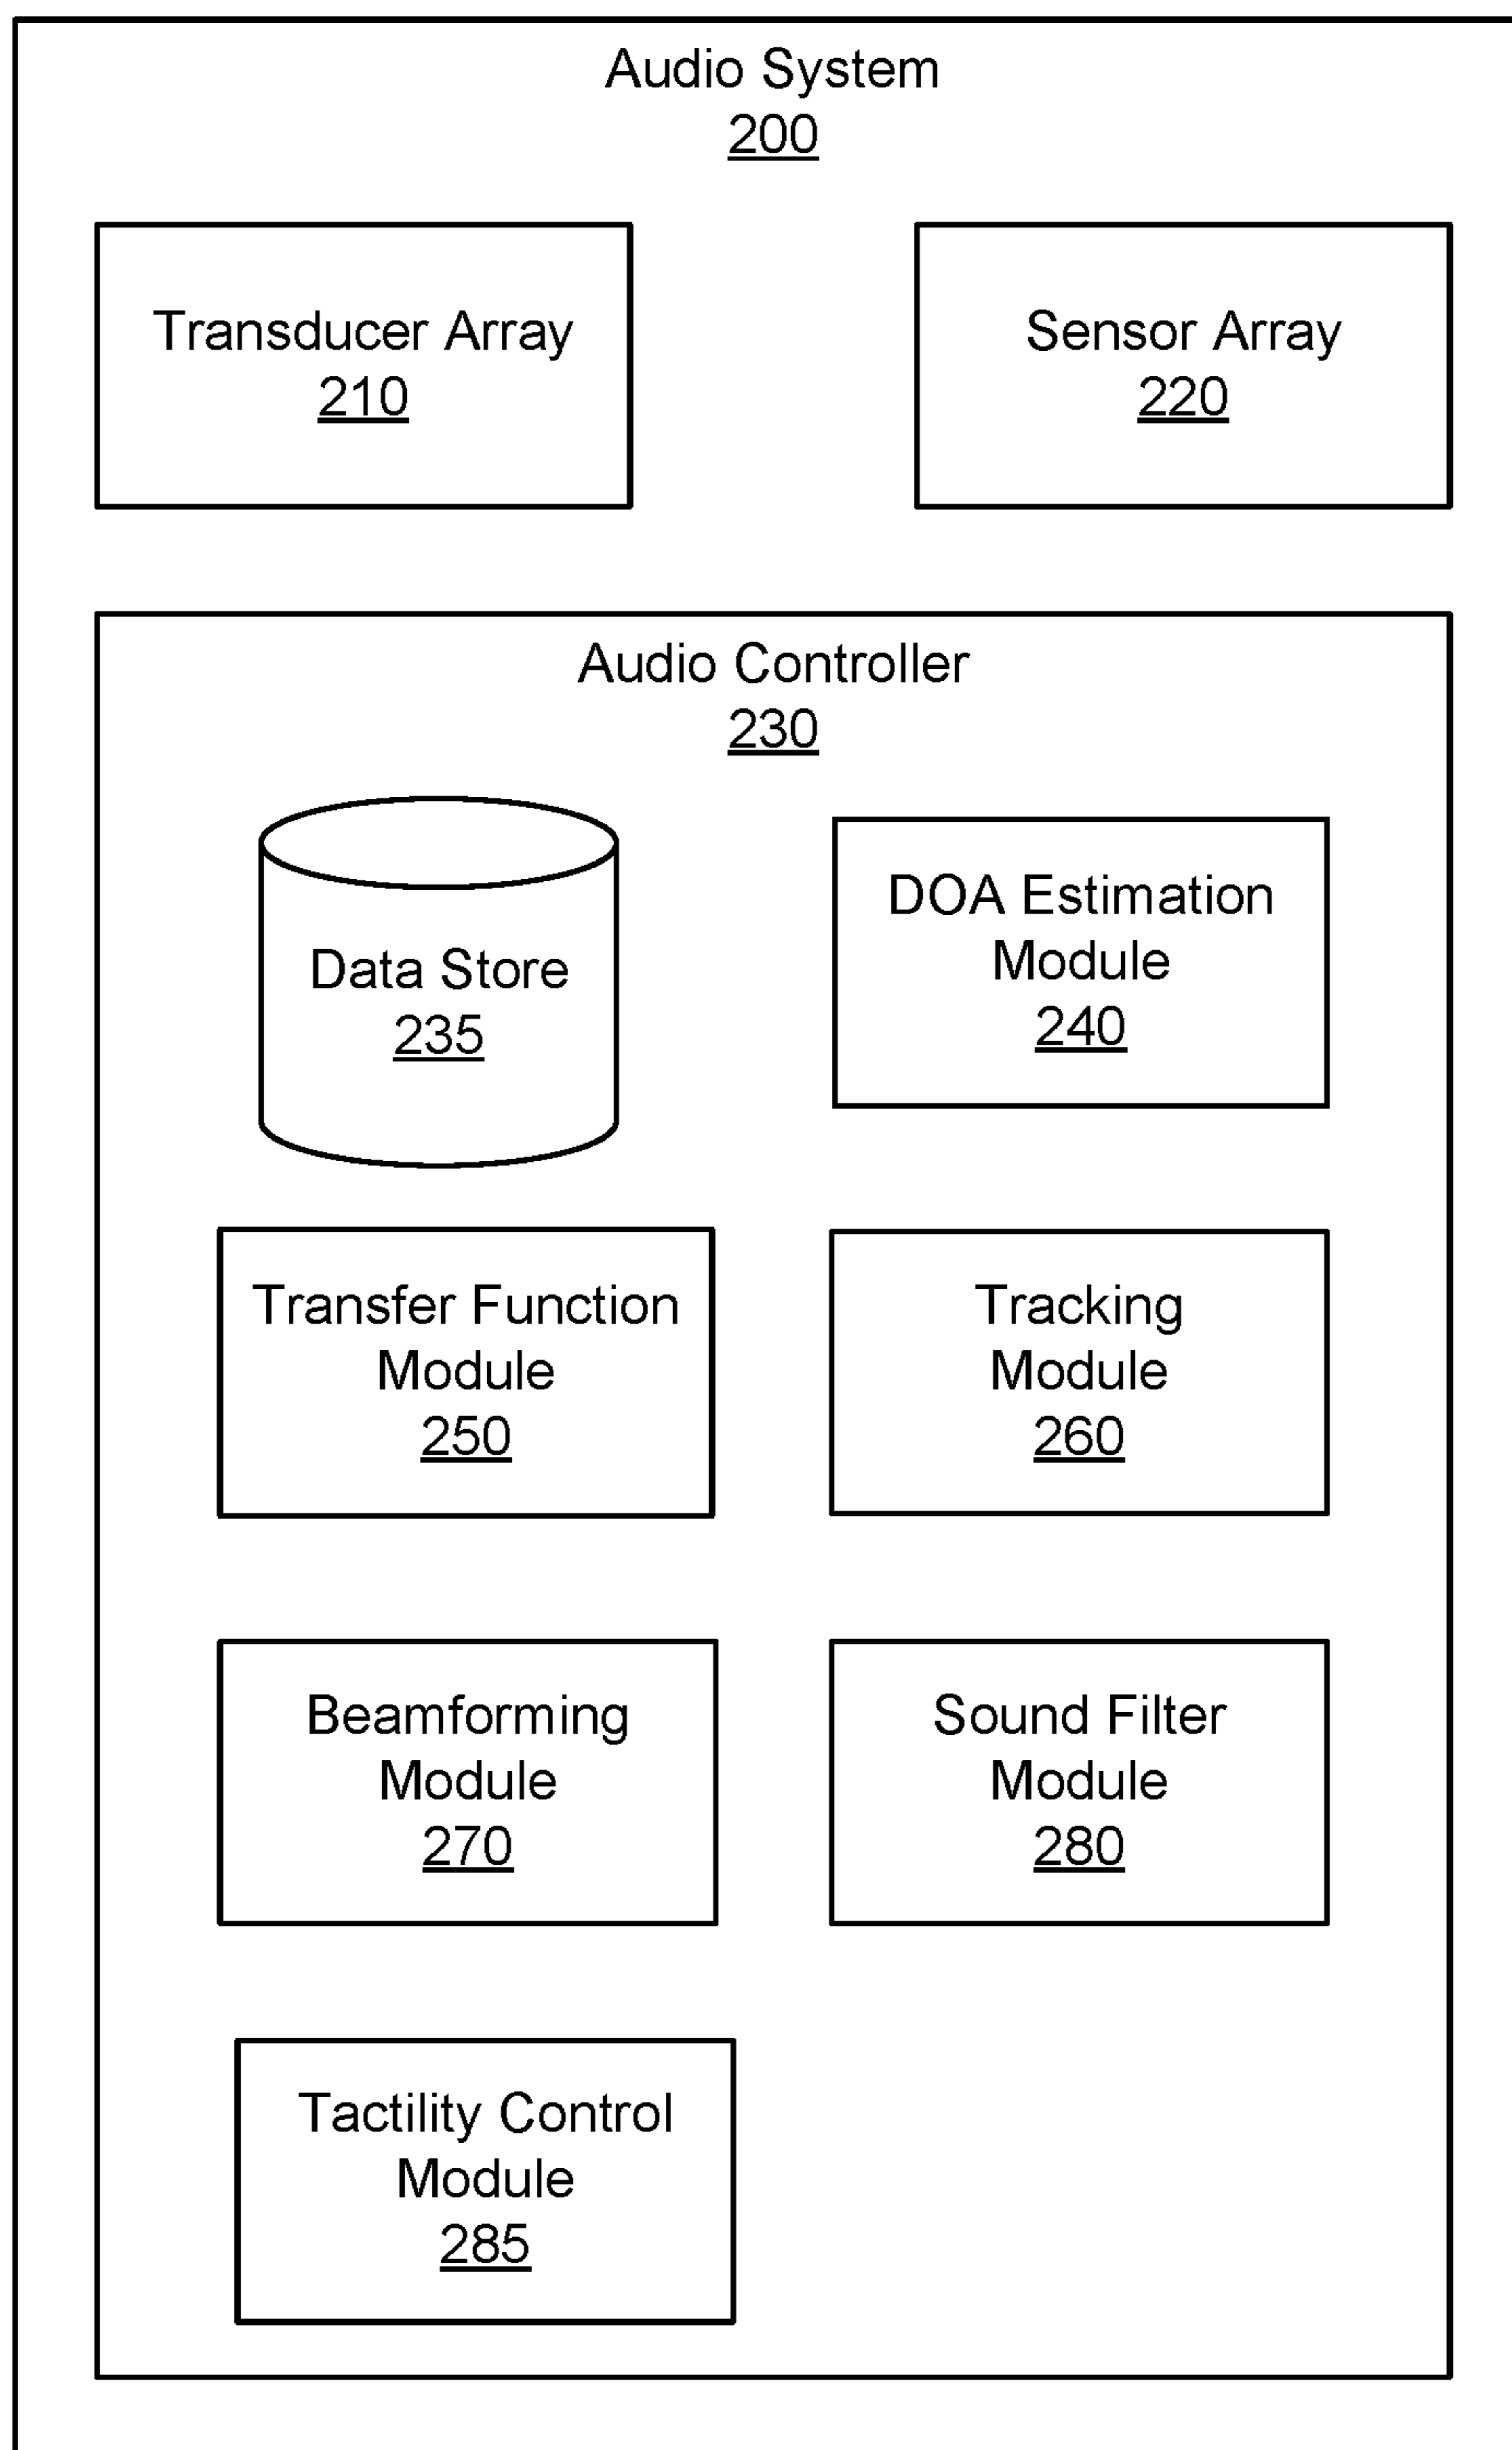 Audio System
200
Transducer Array
210
Sensor Array
220
Audio Controller
230
Data Store
235
DOA Estimation
Module
240
Transfer Function
Module
250
Tracking
Module
260
Beamforming
Module
270
Sound Filter
Module
280
Tactility Control
Module
285